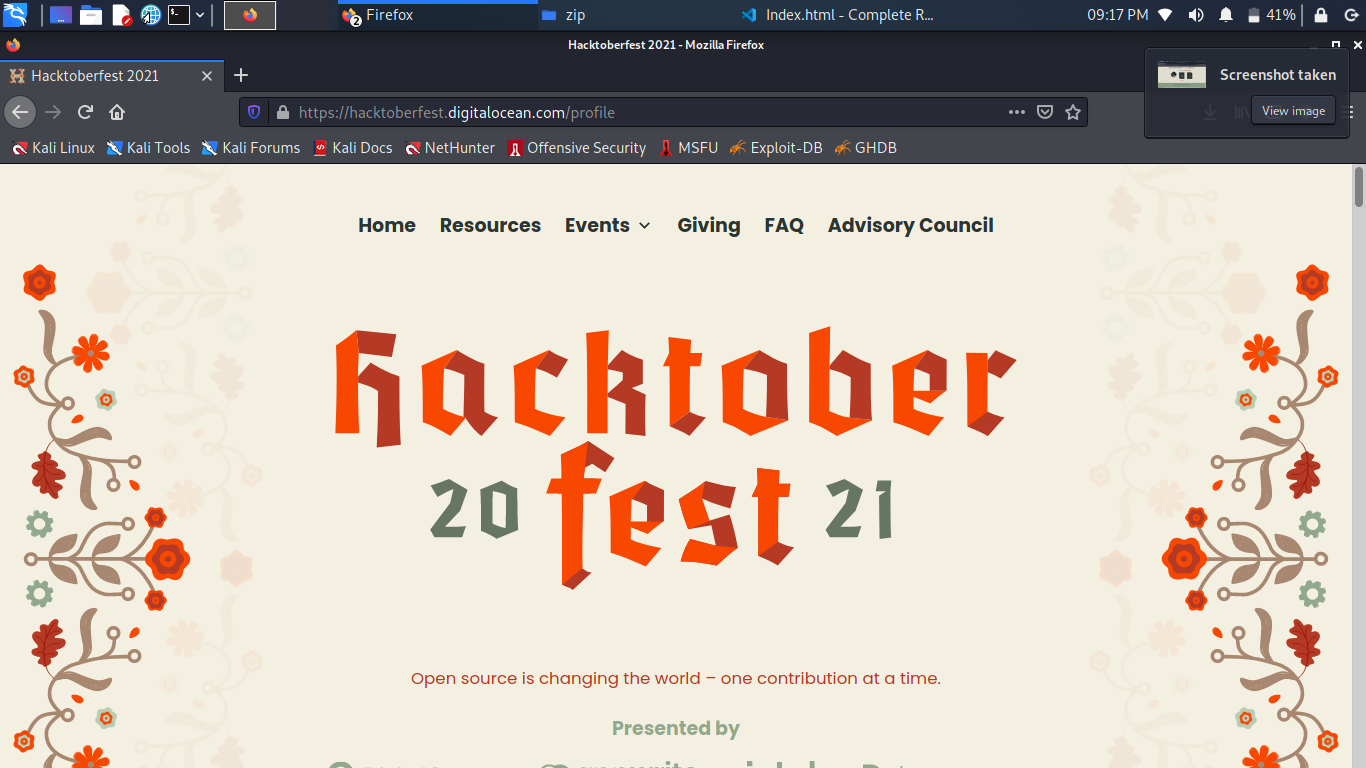 Firefox
2
zip
Index.html - Complete R...
09:17 PM
41%
Hacktoberfest 2021 - Mozilla Firefox
Hacktoberfest 2021
Screenshot taken
View image
https://hacktoberfest.digitalocean.com/profile
Kali Linux
Kali Tools
Kali Forums
Kali Docs
NetHunter
Offensive Security
MSFU
Exploit-DB
GHDB
Home
Resources
Events
Giving
FAQ
Advisory Council
hacktober
20 fest 21
Open source is changing the world – one contribution at a time.
Presented by